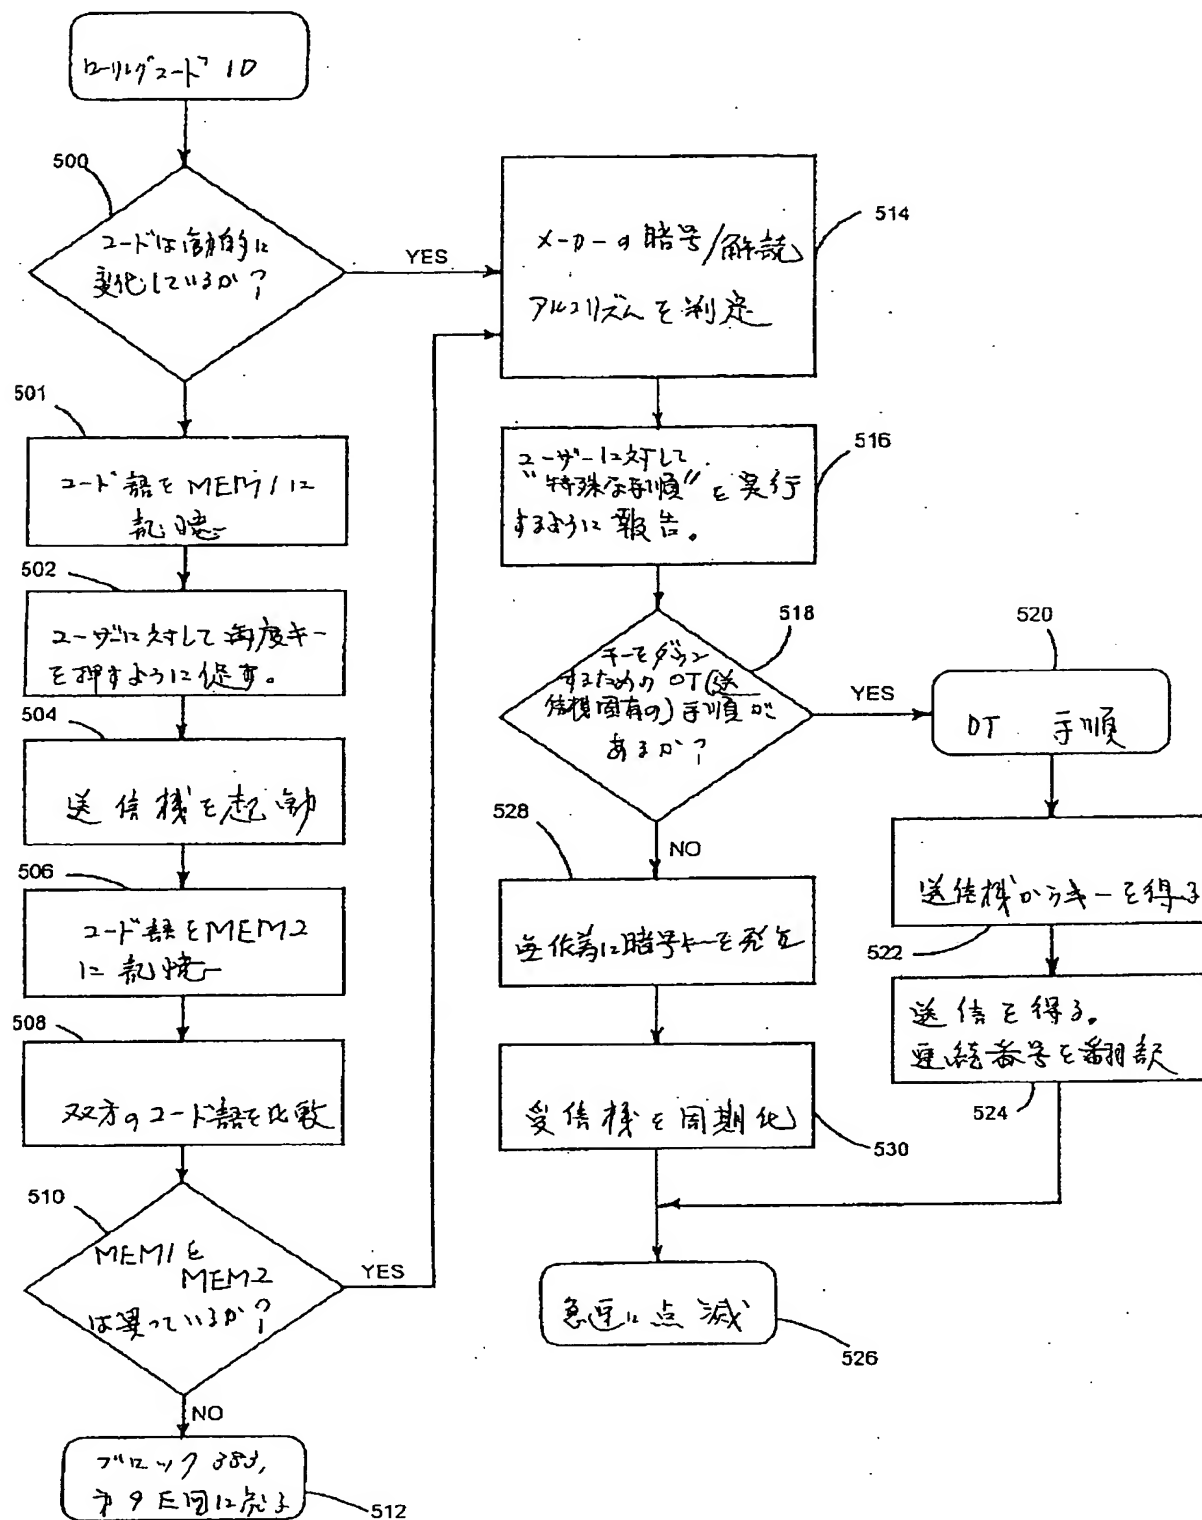 ローリングコード ID
500
コードは動的に
変化しているか?
YES
501
コード語をMEM1に
記憶
502
ユーザに対して再度キー
を押すように促す。
504
送信機を起動
506
コード語をMEM2
に記憶
508
双方のコード語を比較
510
MEM1と
MEM2
は異っているか?
YES
NO
ブロック 383,
第9E図に戻る
512
メーカーの暗号/解読
アルゴリズムを判定
514
ユーザーに対して
"特殊な手順"を実行
するように報告。
516
キーをダウン
するためのDT(送
信機固有の)手順が
あるか?
518
YES
NO
520
DT 手順
送信機からキーを得る
522
送信を得る。
連続番号を翻訳
524
528
無作為に暗号キーを発生
受信機を同期化
530
急速に点滅
526